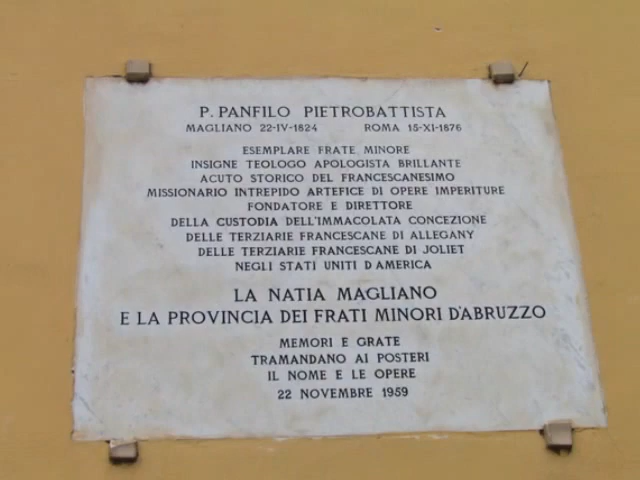 P. PANFILO PIETROBATTISTA
MAGLIANO 22-IV-1824 ROMA 15-XI-1876
ESEMPLARE FRATE MINORE
INSIGNE TEOLOGO APOLOGISTA BRILLANTE
ACUTO STORICO DEL FRANCESCANESIMO
MISSIONARIO INTREPIDO ARTEFICE DI OPERE IMPERITURE
FONDATORE E DIRETTORE
DELLA CUSTODIA DELL'IMMACOLATA CONCEZIONE
DELLE TERZIARIE FRANCESCANE DI ALLEGANY
DELLE TERZIARIE FRANCESCANE DI JOLIET
NEGLI STATI UNITI D'AMERICA
LA NATIA MAGLIANO
E LA PROVINCIA DEI FRATI MINORI D'ABRUZZO
MEMORI E GRATE
TRAMANDANO AI POSTERI
IL NOME E LE OPERE
22 NOVEMBRE 1959